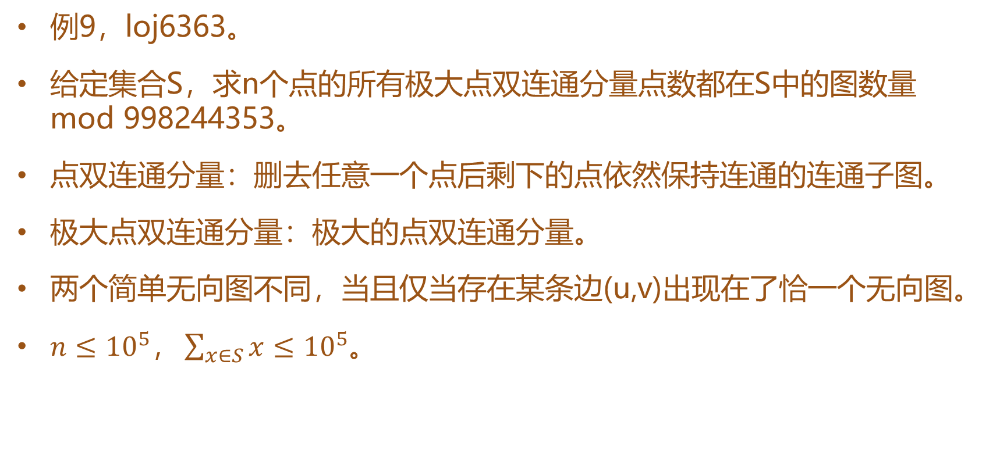 • 例9，loj6363。
• 给定集合S，求n个点的所有极大点双连通分量点数都在S中的图数量
mod 998244353。
• 点双连通分量：删去任意一个点后剩下的点依然保持连通的连通子图。
• 极大点双连通分量：极大的点双连通分量。
• 两个简单无向图不同，当且仅当存在某条边(u,v)出现在了恰一个无向图。
• $n \leq 10^5$，$\sum_{x \in S} x \leq 10^5$。